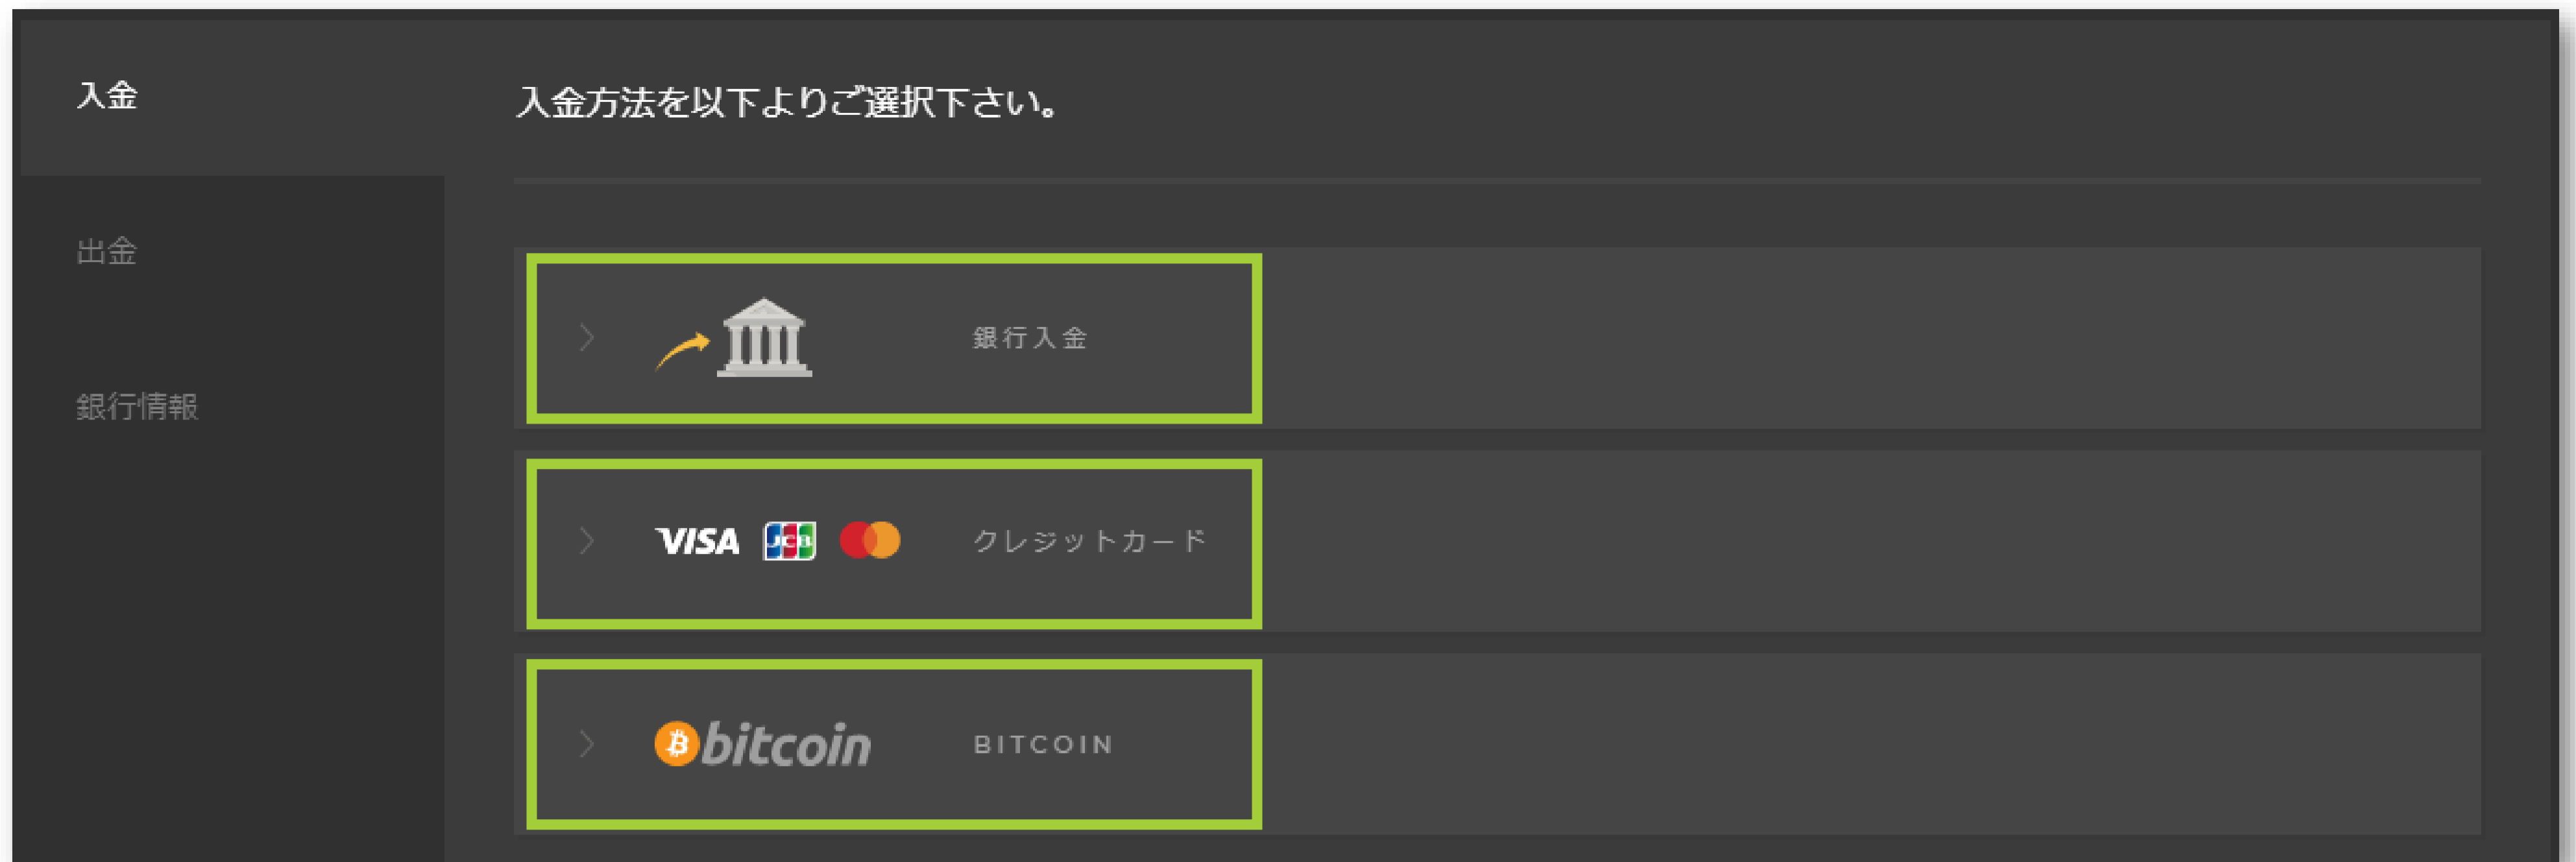 入金
入金方法を以下よりご選択下さい。
出金
銀行情報
銀行入金
VISA JCB クレジットカード
bitcoin BITCOIN